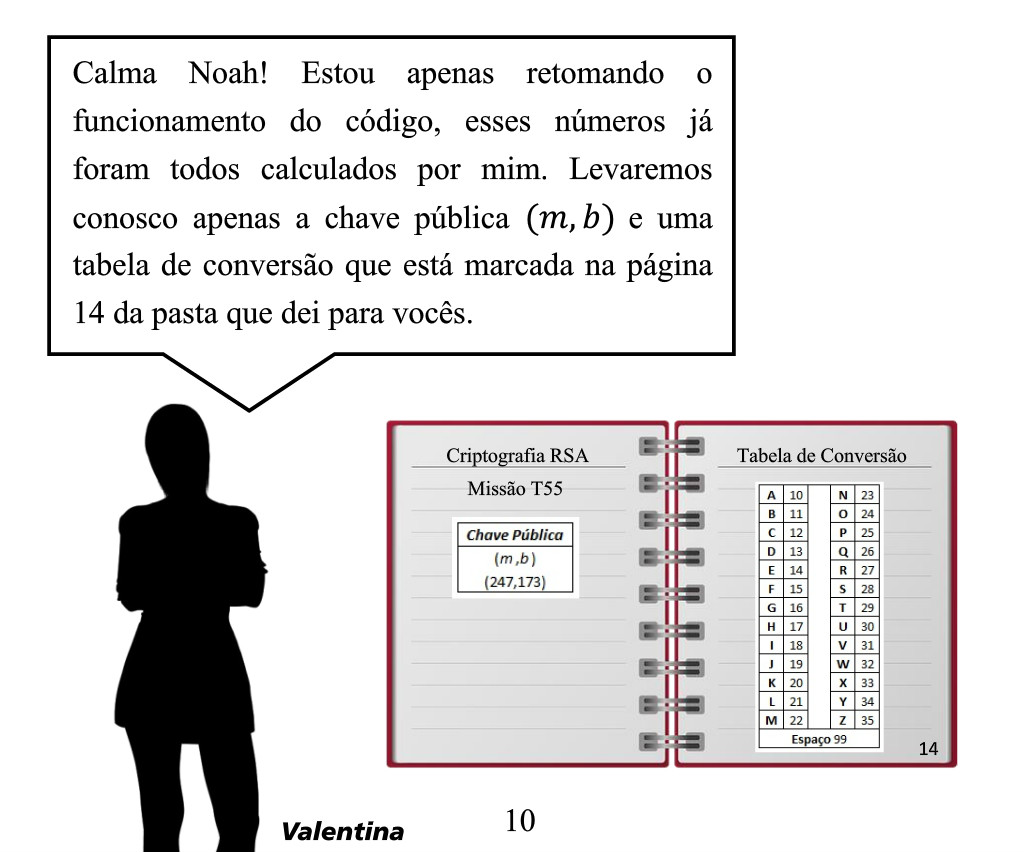 Calma Noah! Estou apenas retomando o
funcionamento do código, esses números já
foram todos calculados por mim. Levaremos
conosco apenas a chave pública (m, b) e uma
tabela de conversão que está marcada na página
14 da pasta que dei para vocês.
Criptografia RSA
Missão T55
Chave Pública
(m,b)
(247,173)
Tabela de Conversão
A 10 N 23
B 11 O 24
C 12 P 25
D 13 Q 26
E 14 R 27
F 15 S 28
G 16 T 29
H 17 U 30
I 18 V 31
J 19 W 32
K 20 X 33
L 21 Y 34
M 22 Z 35
Espaço 99
14
Valentina
10